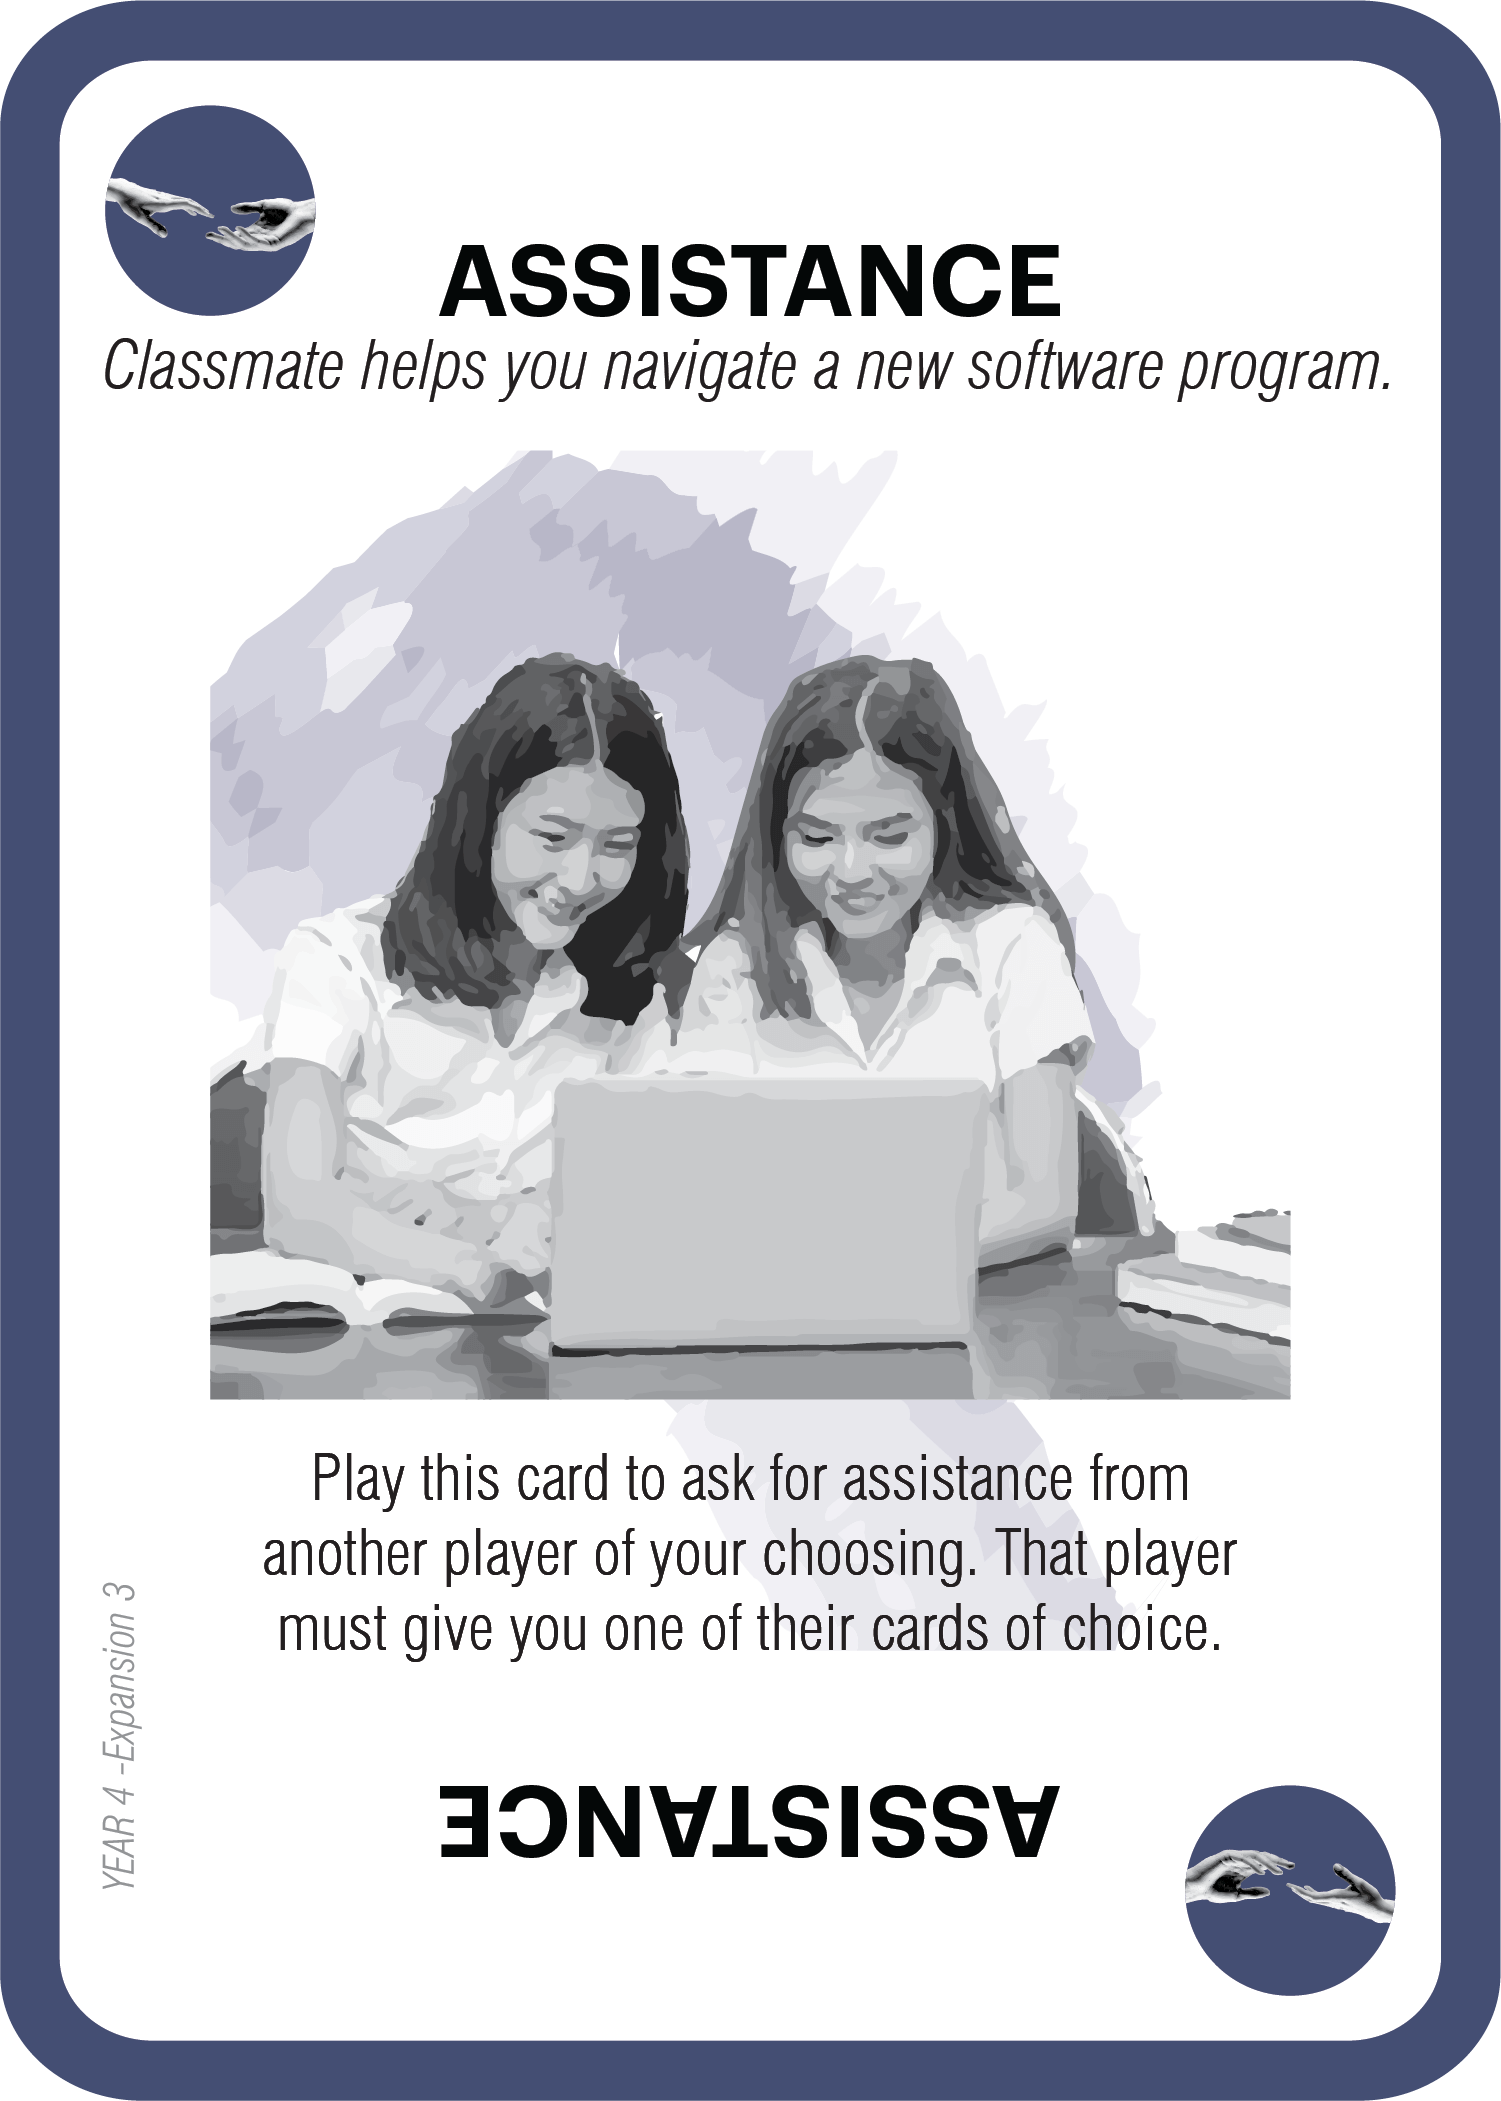 ASSISTANCE
Classmate helps you navigate a new software program.
Play this card to ask for assistance from
another player of your choosing. That player
must give you one of their cards of choice.
YEAR 4 -Expansion 3
ASSISTANCE